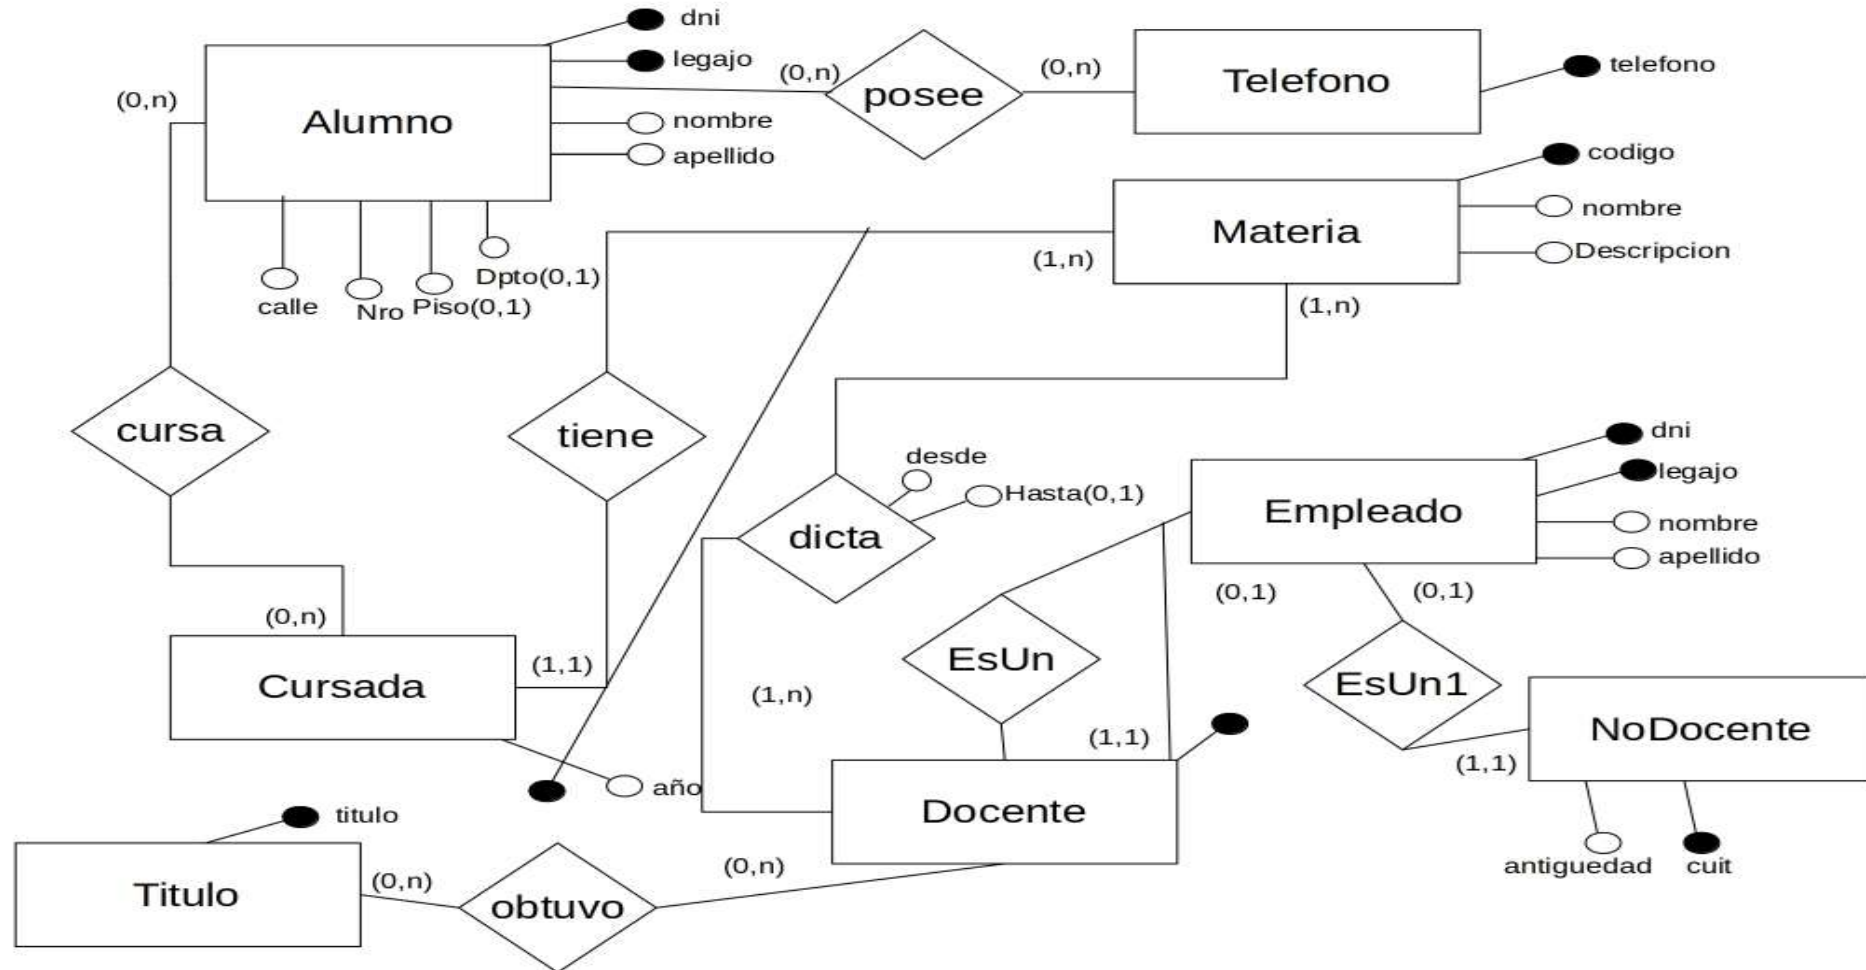 dni
legajo
(0,n)
(0,n)
posee
Telefono
telefono
(0,n)
Alumno
nombre
apellido
codigo
nombre
Descripcion
Materia
(1,n)
(1,n)
calle
Nro
Piso(0,1)
Dpto(0,1)
cursa
tiene
desde
Hasta(0,1)
dicta
dni
legajo
nombre
apellido
Empleado
(0,1)
(0,1)
(0,n)
Cursada
(1,1)
(1,n)
EsUn
EsUn1
(1,1)
(1,1)
NoDocente
año
Docente
titulo
Titulo
(0,n)
obtuvo
(0,n)
antiguedad
cuit